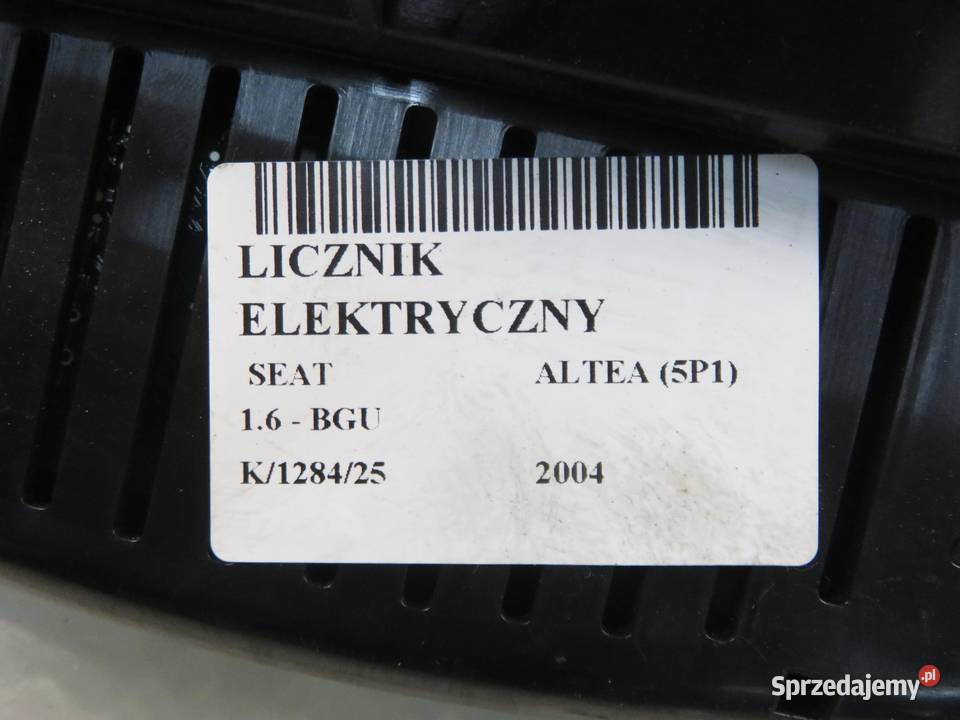 LICZNIK
ELEKTRYCZNY
SEAT ALTEA (5P1)
1.6 - BGU
K/1284/25 2004
Sprzedajemy.pl